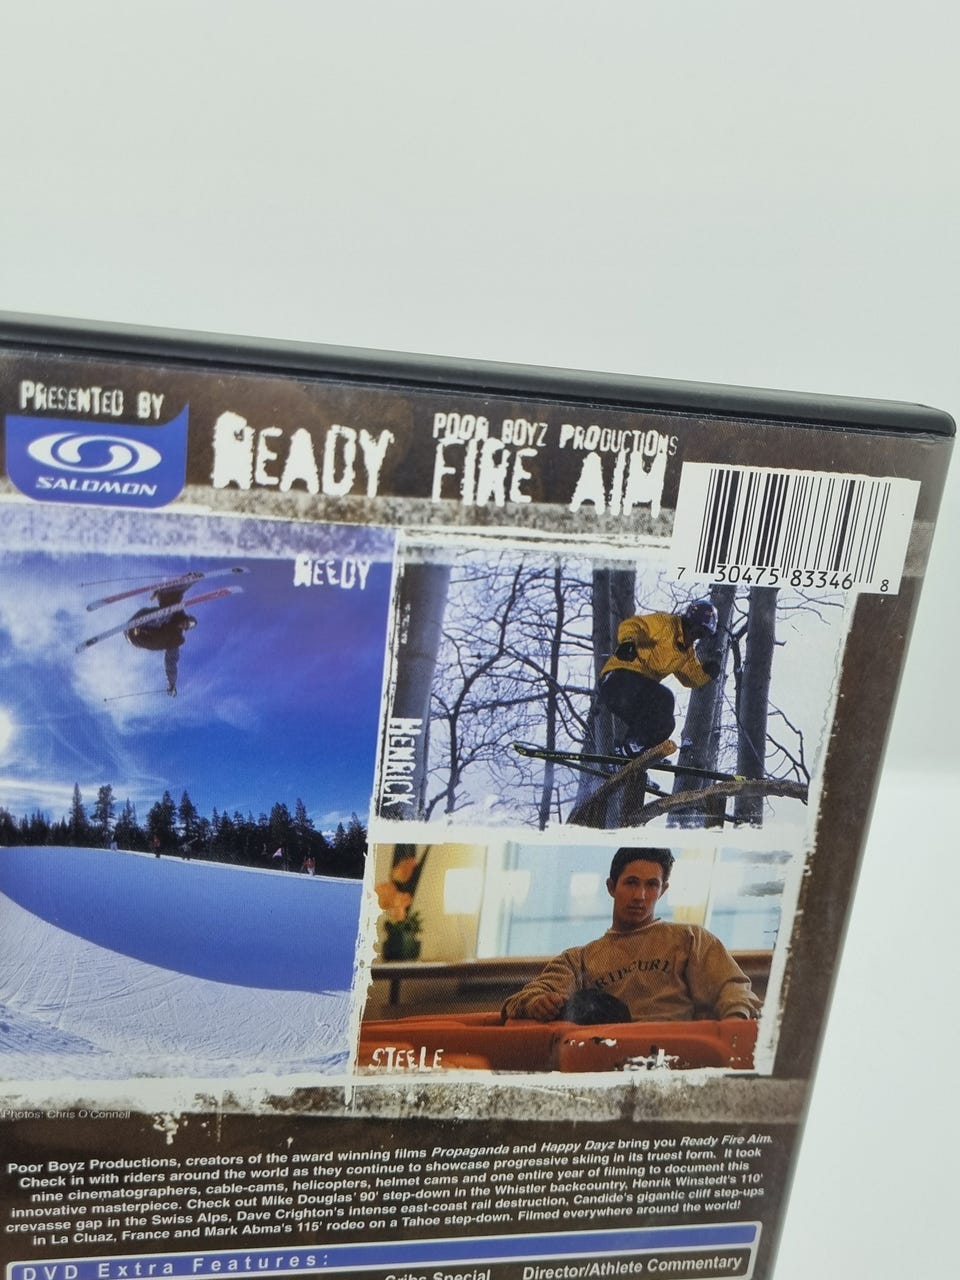 PRESENTED BY
SALOMON
POOR BOYZ PRODUCTIONS
READY FIRE AIM
7 30475 83346 8
REEDY
HENRICK
RIPCURL
STEELE
Photos: Chris O'Connell
Poor Boyz Productions, creators of the award winning films Propaganda and Happy Dayz bring you Ready Fire Aim.
Check in with riders around the world as they continue to showcase progressive skiing in its truest form. It took
nine cinematographers, cable-cams, helicopters, helmet cams and one entire year of filming to document this
innovative masterpiece. Check out Mike Douglas' 90' step-down in the Whistler backcountry, Henrik Winstedt's 110'
crevasse gap in the Swiss Alps, Dave Crighton's intense east-coast rail destruction, Candide's gigantic cliff step-ups
in La Cluaz, France and Mark Abma's 115' rodeo on a Tahoe step-down. Filmed everywhere around the world!
DVD Extra Features:
Cribs Special
Director/Athlete Commentary